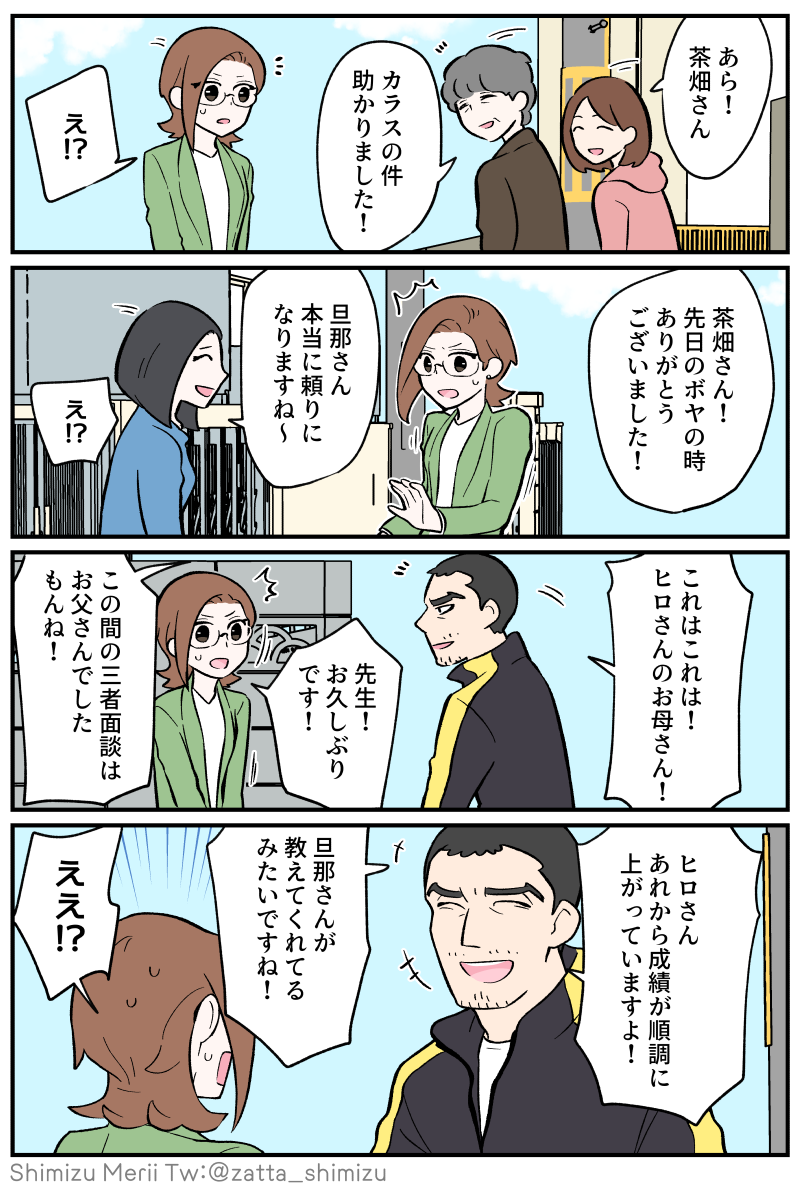 あら！
茶畑さん
カラスの件
助かりました！
え!?
茶畑さん！
先日のボヤの時
ありがとう
ございました！
旦那さん
本当に頼りに
なりますね～
え!?
これはこれは！
ヒロさんのお母さん！
先生！
お久しぶり
です！
この間の三者面談は
お父さんでした
もんね！
ヒロさん
あれから成績が順調に
上がっていますよ！
旦那さんが
教えてくれてる
みたいですね！
ええ!?
Shimizu Merii Tw:@zatta_shimizu